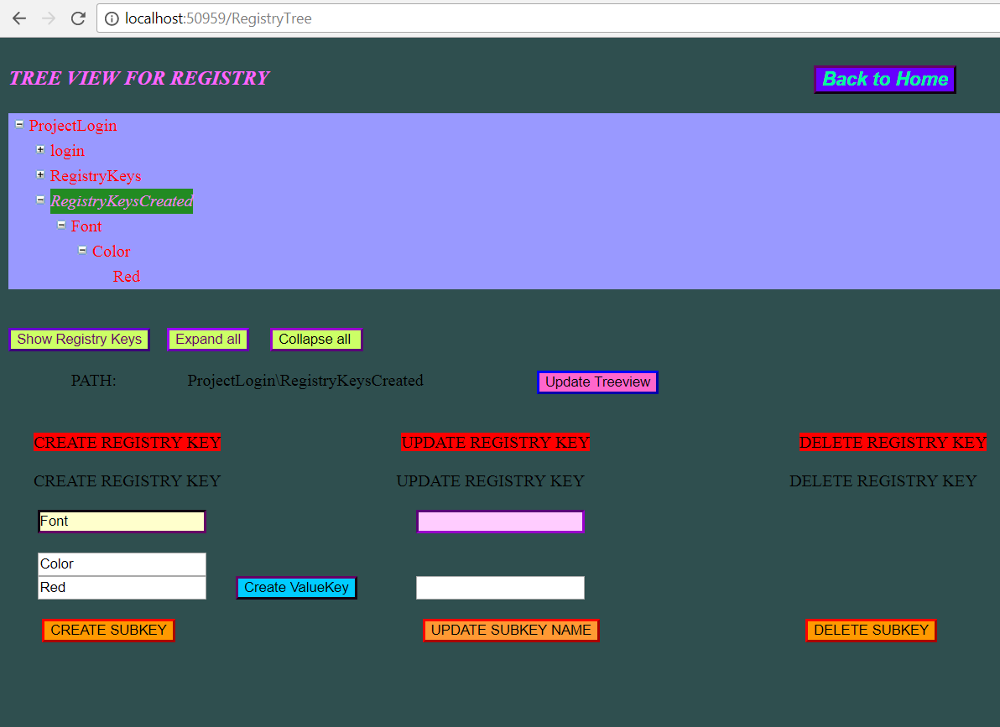 localhost:50959/RegistryTree
TREE VIEW FOR REGISTRY
Back to Home
ProjectLogin
login
RegistryKeys
RegistryKeysCreated
Font
Color
Red
Show Registry Keys Expand all Collapse all
PATH: ProjectLogin\RegistryKeysCreated Update Treeview
CREATE REGISTRY KEY UPDATE REGISTRY KEY DELETE REGISTRY KEY
CREATE REGISTRY KEY UPDATE REGISTRY KEY DELETE REGISTRY KEY
Font
Color
Red Create ValueKey
CREATE SUBKEY UPDATE SUBKEY NAME DELETE SUBKEY